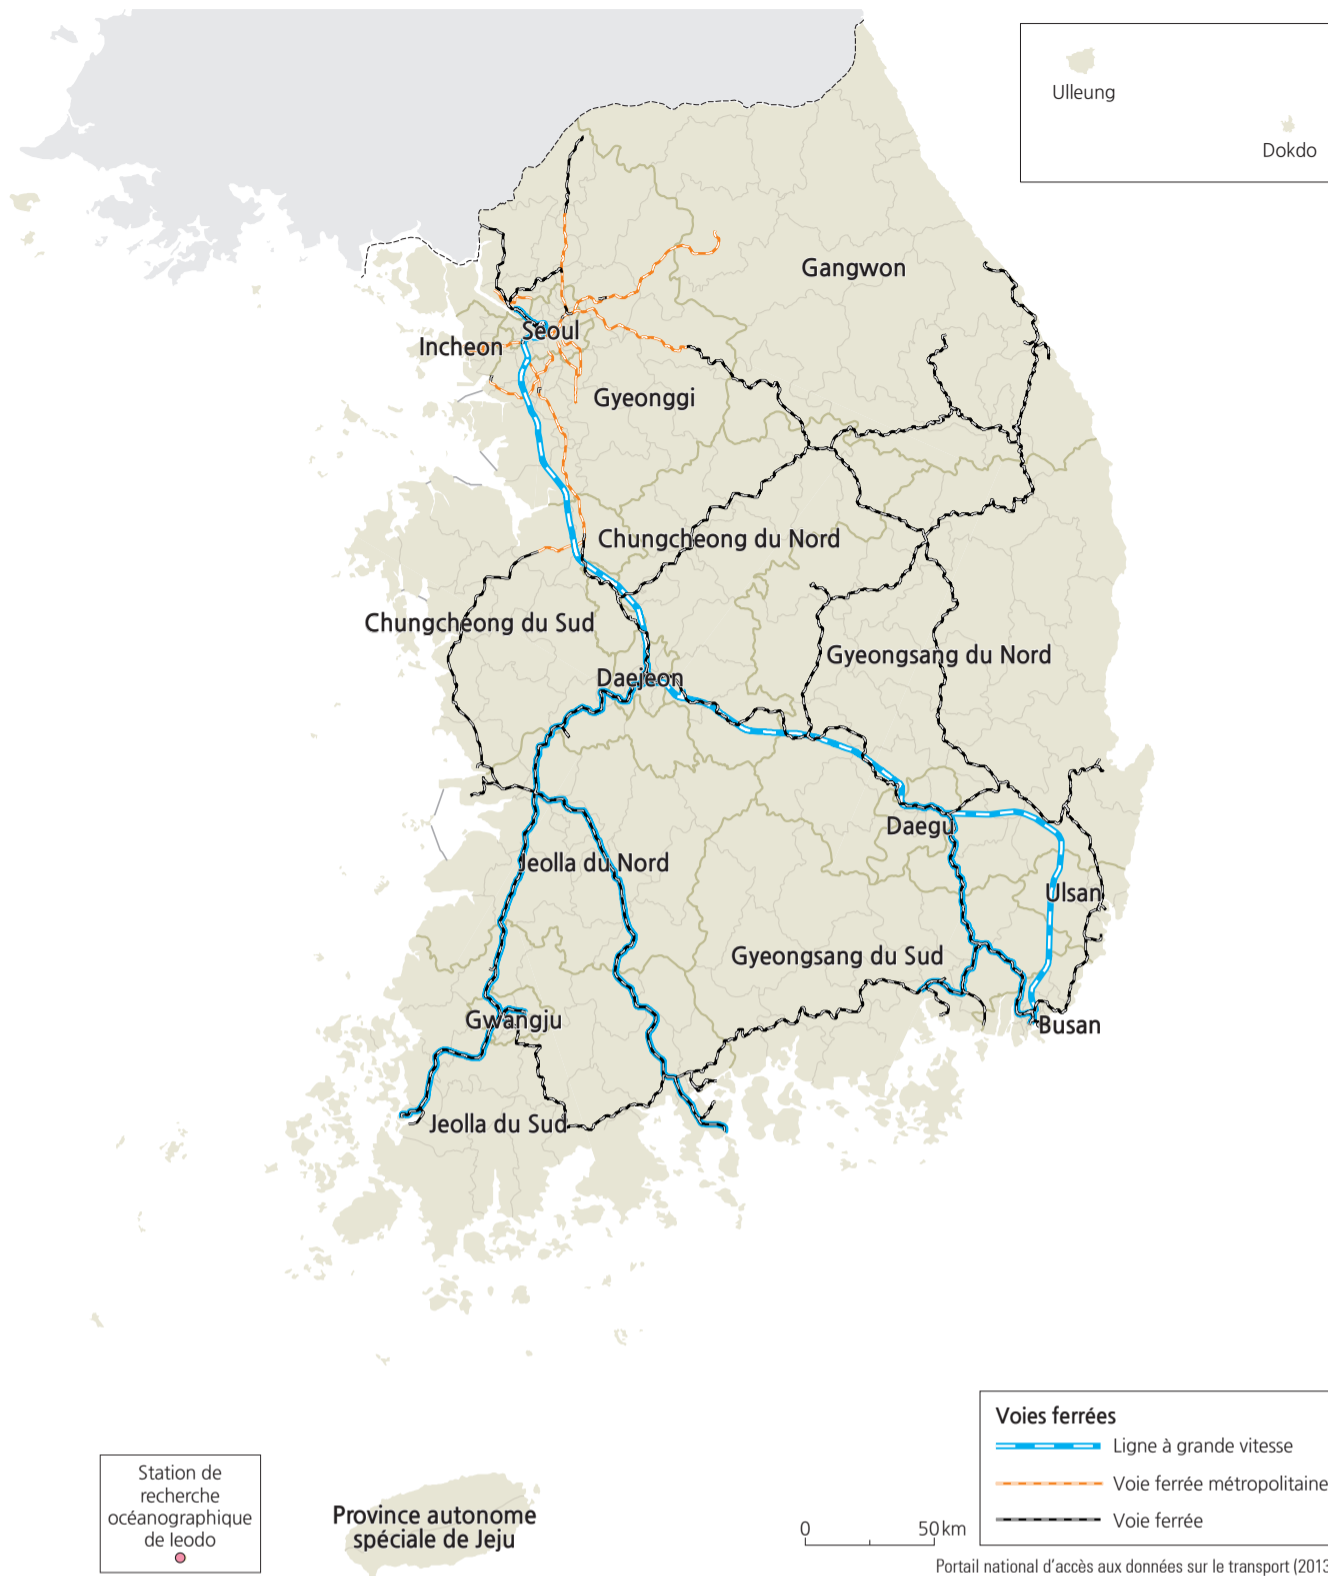 Ulleung
Dokdo
Gangwon
Séoul
Incheon
Gyeonggi
Chungcheong du Nord
Chungcheong du Sud
Gyeongsang du Nord
Daejeon
Daegu
Jeolla du Nord
Ulsan
Gyeongsang du Sud
Gwangju
Busan
Jeolla du Sud
Voies ferrées
Ligne à grande vitesse
Voie ferrée métropolitaine
Voie ferrée
Station de
recherche
océanographique
de Ieodo
Province autonome
spéciale de Jeju
0 50 km
Portail national d'accès aux données sur le transport (2013